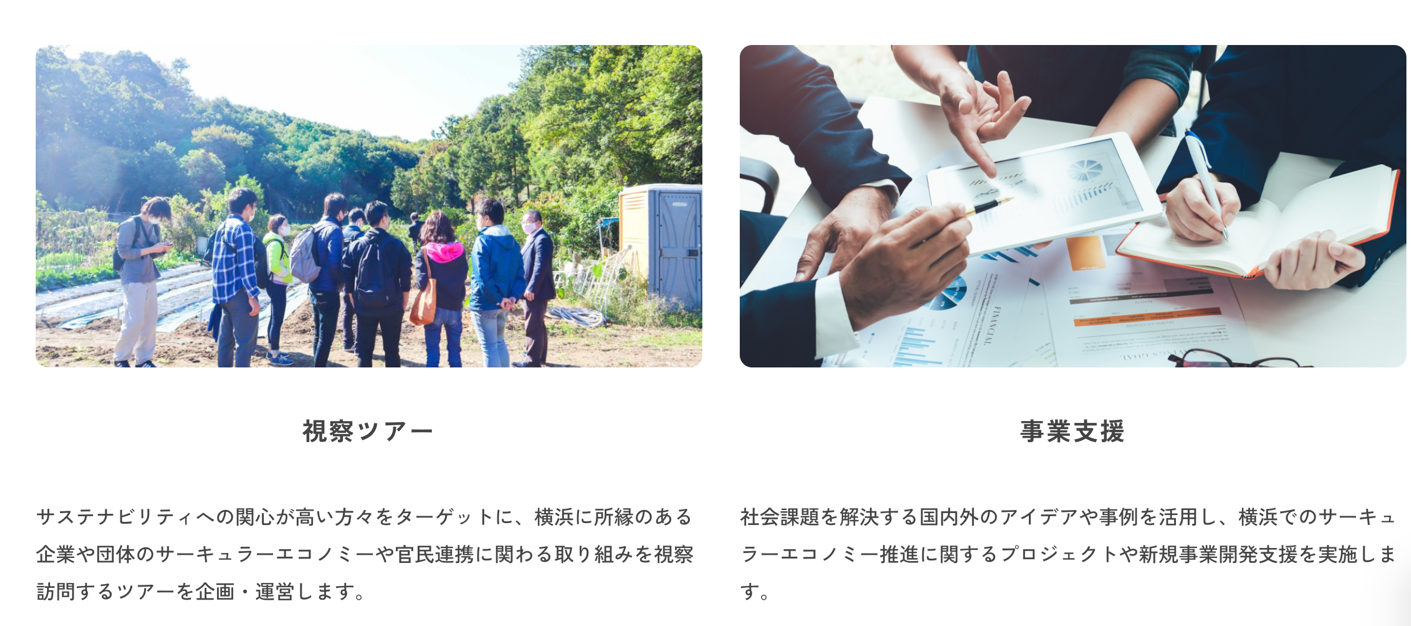 視察ツアー
サステナビリティへの関心が高い方々をターゲットに、横浜に所縁のある
企業や団体のサーキュラーエコノミーや官民連携に関わる取り組みを視察
訪問するツアーを企画・運営します。
FINANCIAL
事業支援
社会課題を解決する国内外のアイデアや事例を活用し、横浜でのサーキュ
ラーエコノミー推進に関するプロジェクトや新規事業開発支援を実施しま
す。